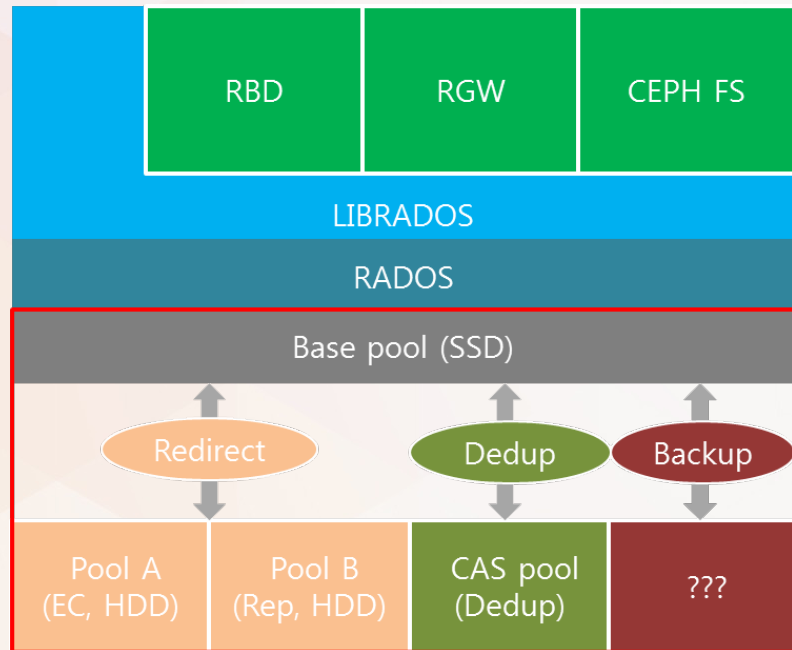 RBD
RGW
CEPH FS
LIBRADOS
RADOS
Base pool (SSD)
Redirect
Dedup
Backup
Pool A
(EC, HDD)
Pool B
(Rep, HDD)
CAS pool
(Dedup)
???